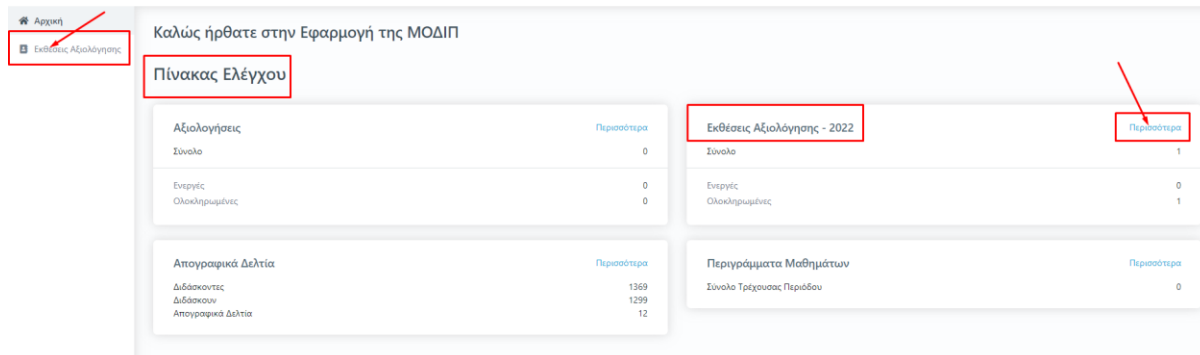 Αρχική
Εκθέσεις Αξιολόγησης
Καλώς ήρθατε στην Εφαρμογή της ΜΟΔΙΠ
Πίνακας Ελέγχου
Αξιολογήσεις Περισσότερα
Σύνολο 0
Ενεργές 0
Ολοκληρωμένες 0
Εκθέσεις Αξιολόγησης - 2022 Περισσότερα
Σύνολο 1
Ενεργές 0
Ολοκληρωμένες 1
Απογραφικά Δελτία Περισσότερα
Διδάσκοντες 1369
Διδάσκουν 1299
Απογραφικά Δελτία 12
Περιγράμματα Μαθημάτων Περισσότερα
Σύνολο Τρέχουσας Περιόδου 0